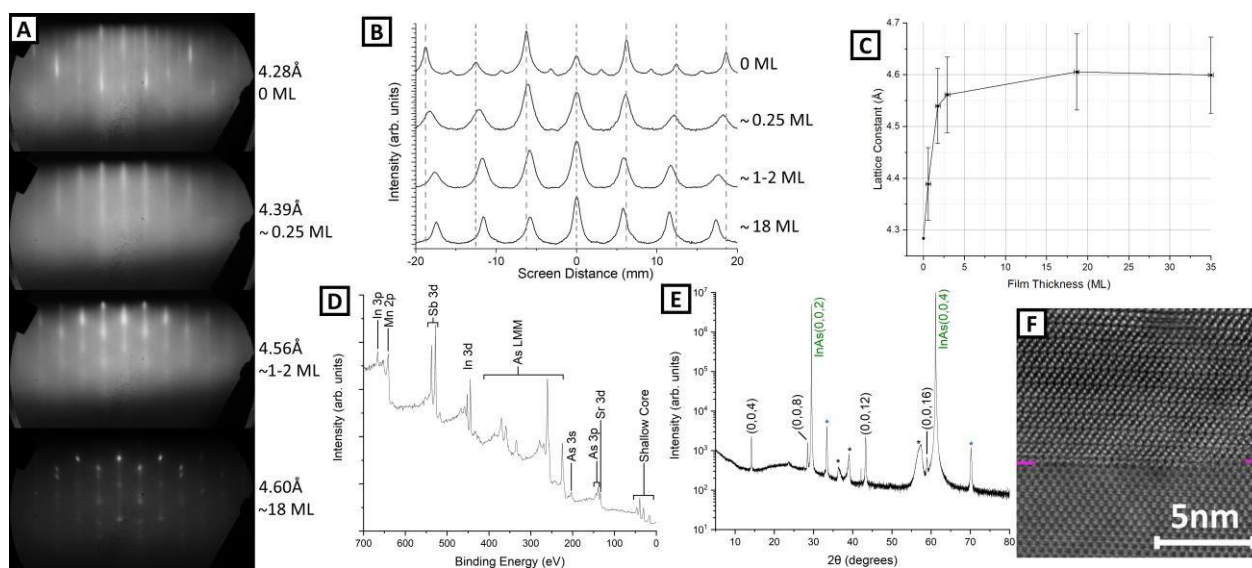 A
4.28Å
0 ML
4.39Å
~ 0.25 ML
4.56Å
~1-2 ML
4.60Å
~18 ML
B
Intensity (arb. units)
0 ML
~ 0.25 ML
~ 1-2 ML
~ 18 ML
-20 -10 0 10 20
Screen Distance (mm)
C
Lattice Constant (Å)
4.7
4.6
4.5
4.4
4.3
0 5 10 15 20 25 30 35
Film Thickness (ML)
D
Intensity (arb. units)
In 3p
Mn 2p
Sb 3d
In 3d
As LMM
As 3s
As 3p
Sr 3d
Shallow Core
700 600 500 400 300 200 100 0
Binding Energy (eV)
E
Intensity (arb. units)
10⁷
10⁶
10⁵
10⁴
10³
10²
10¹
(0,0,4)
(0,0,8)
InAs(0,0,2)
*
*
*
(0,0,12)
*
(0,0,16)
InAs(0,0,4)
*
10 20 30 40 50 60 70 80
2θ (degrees)
F
5nm